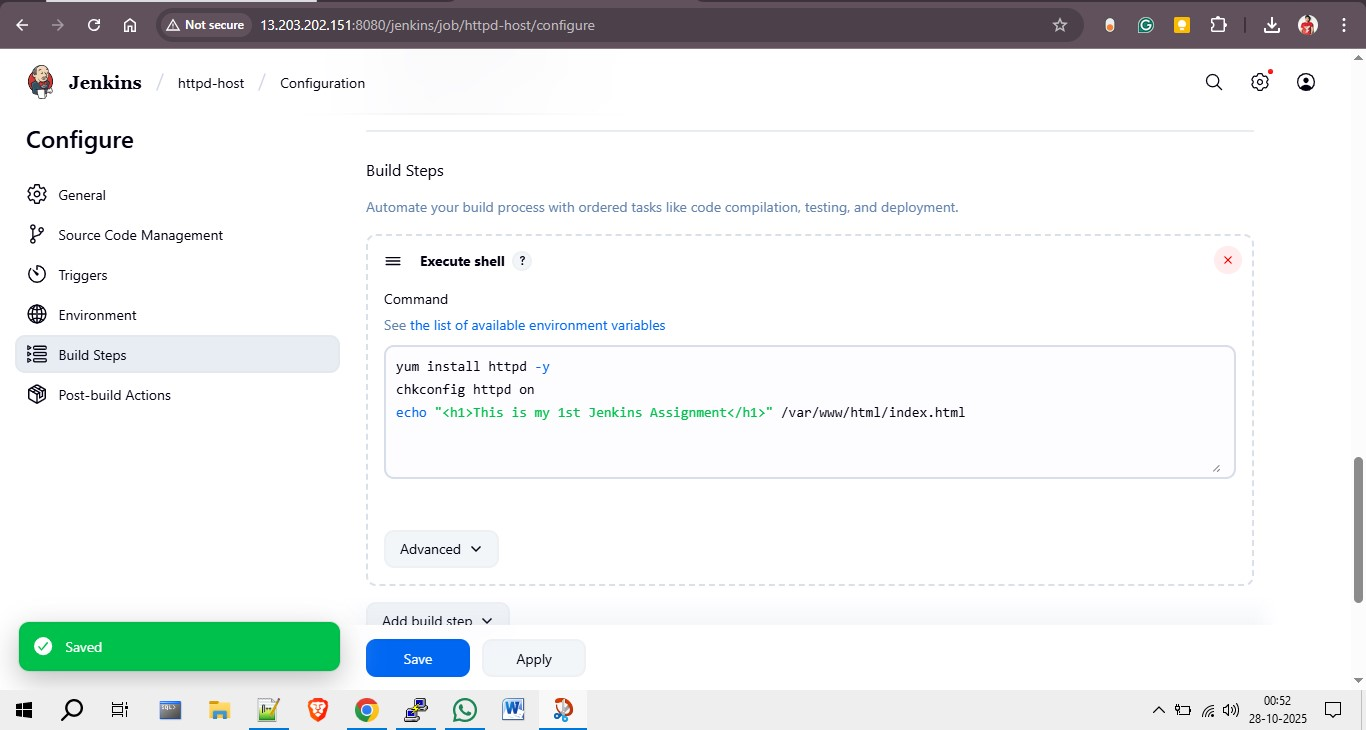 Not secure
13.203.202.151:8080/jenkins/job/httpd-host/configure
Jenkins / httpd-host / Configuration
Configure
General
Source Code Management
Triggers
Environment
Build Steps
Post-build Actions
Build Steps
Automate your build process with ordered tasks like code compilation, testing, and deployment.
Execute shell ?
Command
See the list of available environment variables
yum install httpd -y
chkconfig httpd on
echo "<h1>This is my 1st Jenkins Assignment</h1>" /var/www/html/index.html
Advanced
Add build step
Saved
Save
Apply
SQL>
00:52
28-10-2025